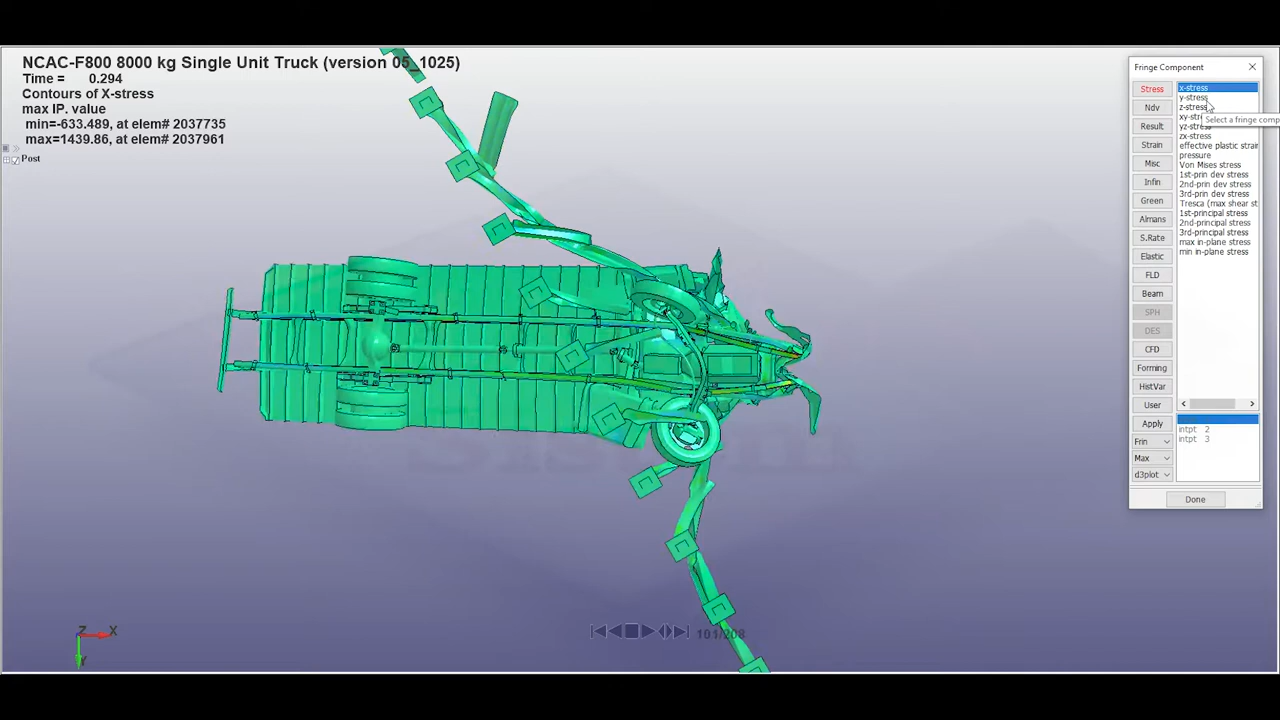 NCAC-F800 8000 kg Single Unit Truck (version 05_1025)
Time = 0.294
Contours of X-stress
max IP. value
min=-633.489, at elem# 2037735
max=1439.86, at elem# 2037961
Post
Z
X
Y
101/208
Fringe Component
Stress
Ndv
Result
Strain
Misc
Infin
Green
Almans
S.Rate
Elastic
FLD
Beam
SPH
DES
CFD
Forming
HistVar
User
Apply
Frin
Max
d3plot
x-stress
y-stress
z-stress
Select a fringe comp
yz-stress
zx-stress
effective plastic strain
pressure
Von Mises stress
1st-prin dev stress
2nd-prin dev stress
3rd-prin dev stress
Tresca (max shear st
1st-principal stress
2nd-principal stress
3rd-principal stress
max in-plane stress
min in-plane stress
intpt 2
intpt 3
Done